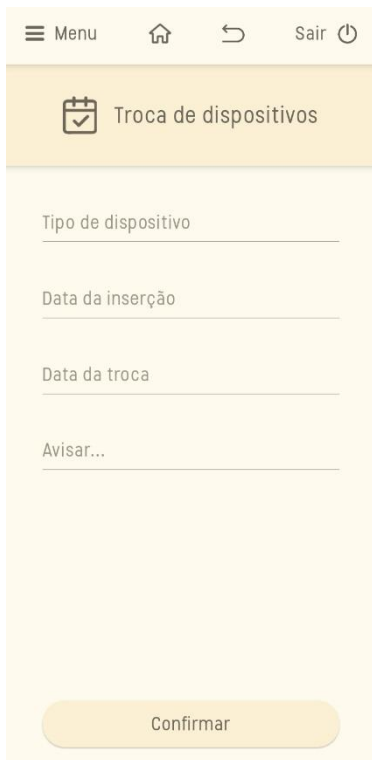 Menu
Sair
Troca de dispositivos
Tipo de dispositivo
Data da inserção
Data da troca
Avisar...
Confirmar